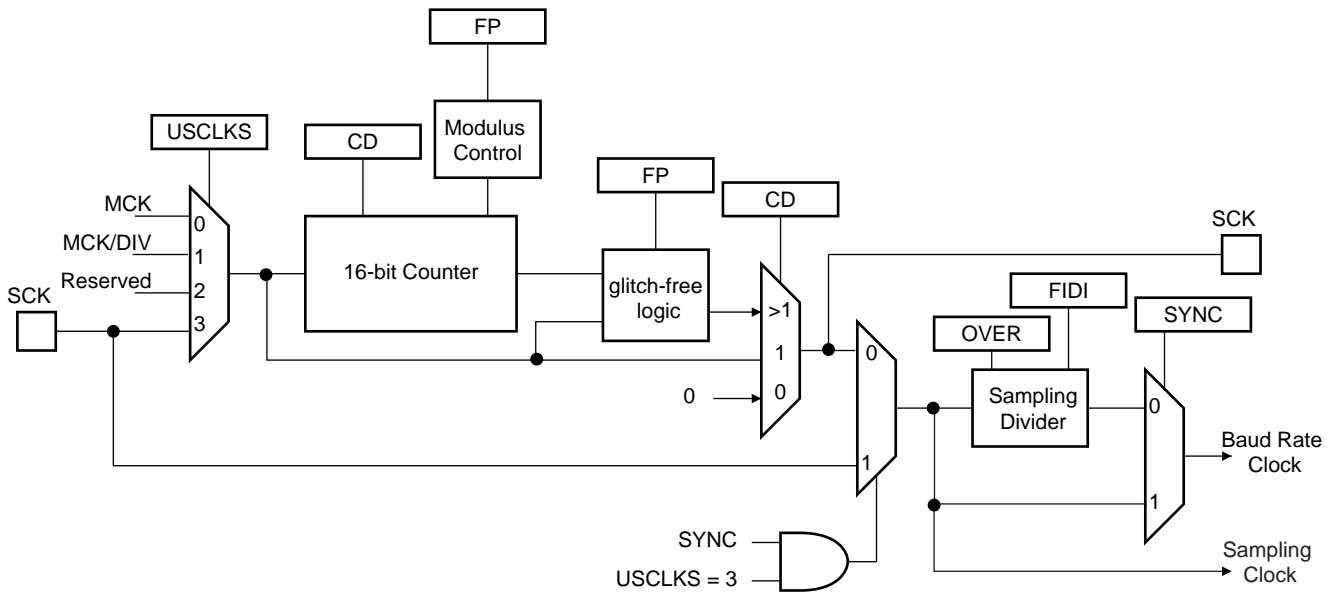 FP
USCLKS
CD
Modulus
Control
FP
CD
MCK
0
MCK/DIV
1
Reserved
2
SCK
3
16-bit Counter
glitch-free
logic
>1
1
0
0
SCK
FIDI
OVER
SYNC
0
1
Sampling
Divider
0
1
Baud Rate
Clock
SYNC
USCLKS = 3
Sampling
Clock